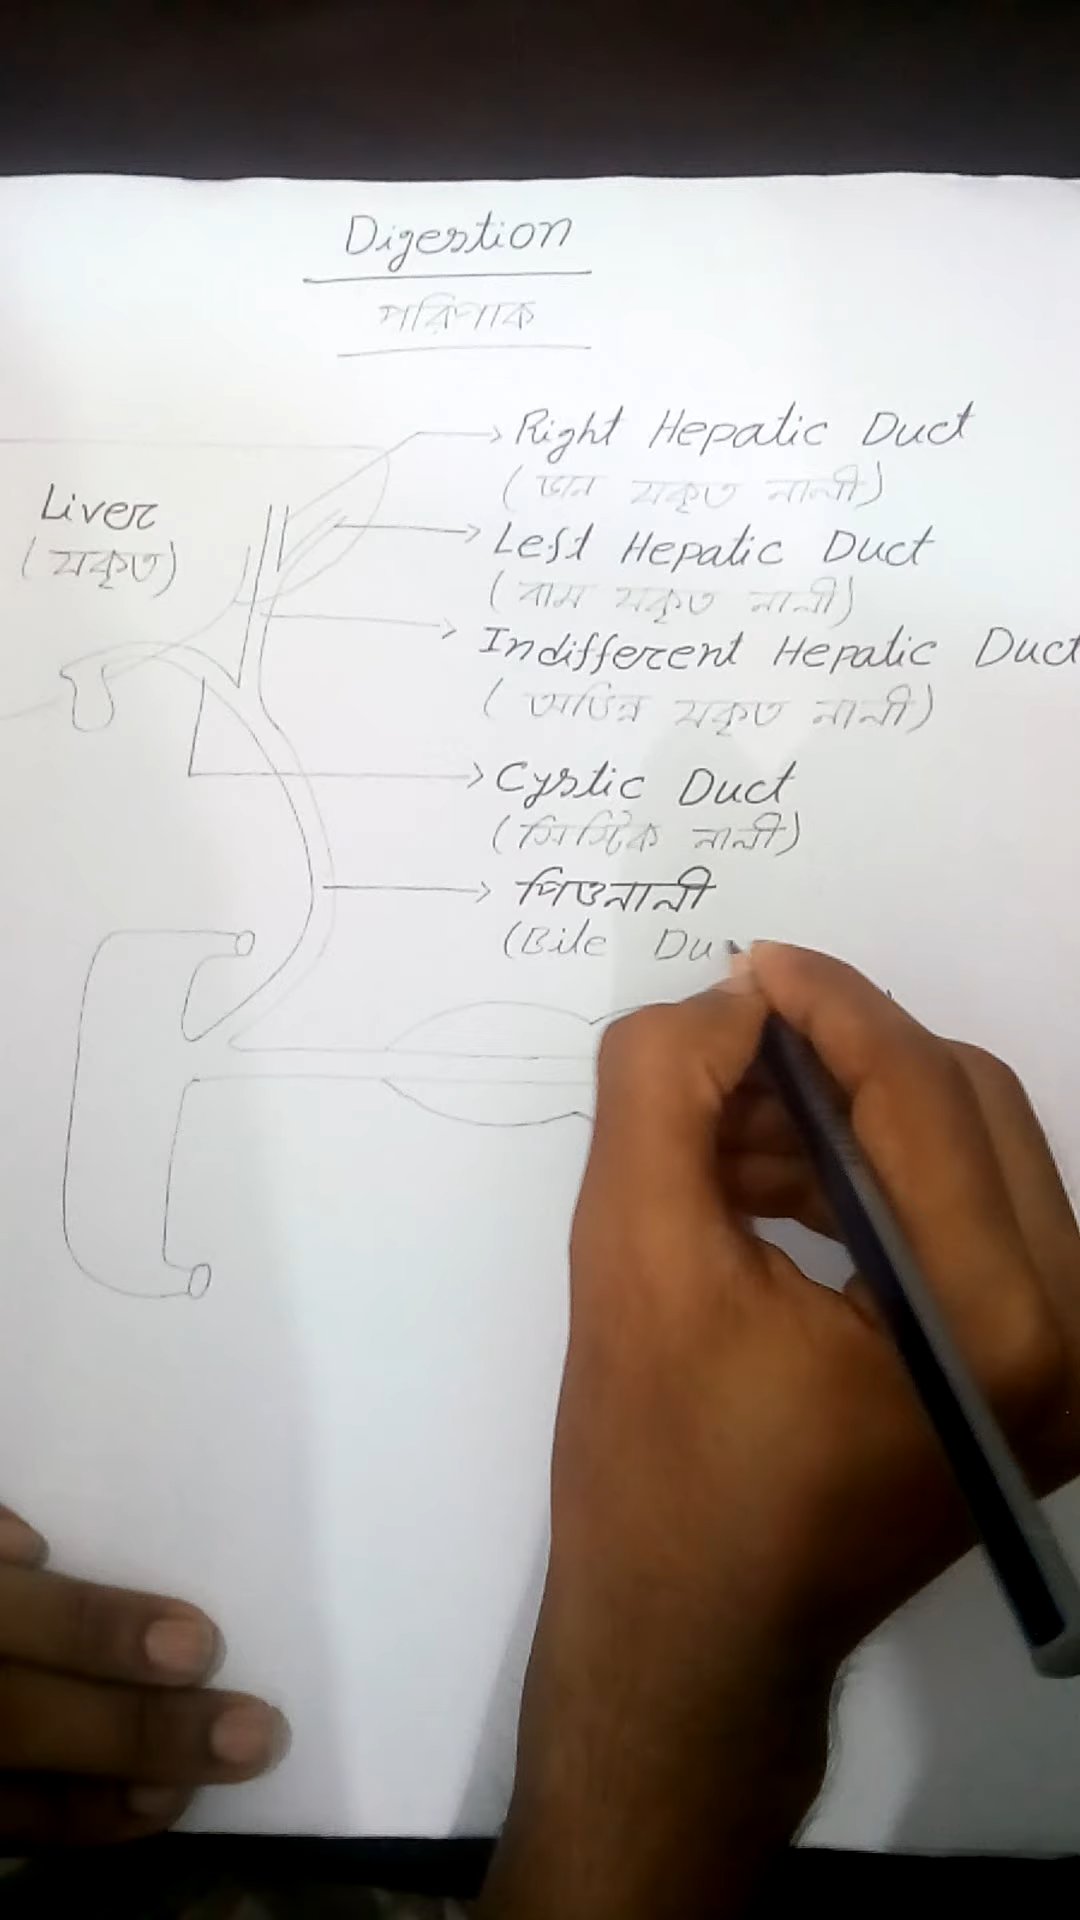 Digestion
পরিপাক
Right Hepatic Duct
(ডান যকৃত নালী)
Liver
(যকৃত)
Left Hepatic Duct
(বাম যকৃত নালী)
Indifferent Hepatic Duct
(অভিন্ন যকৃত নালী)
Cystic Duct
(সিস্টিক নালী)
পিত্তনালী
(Bile Du